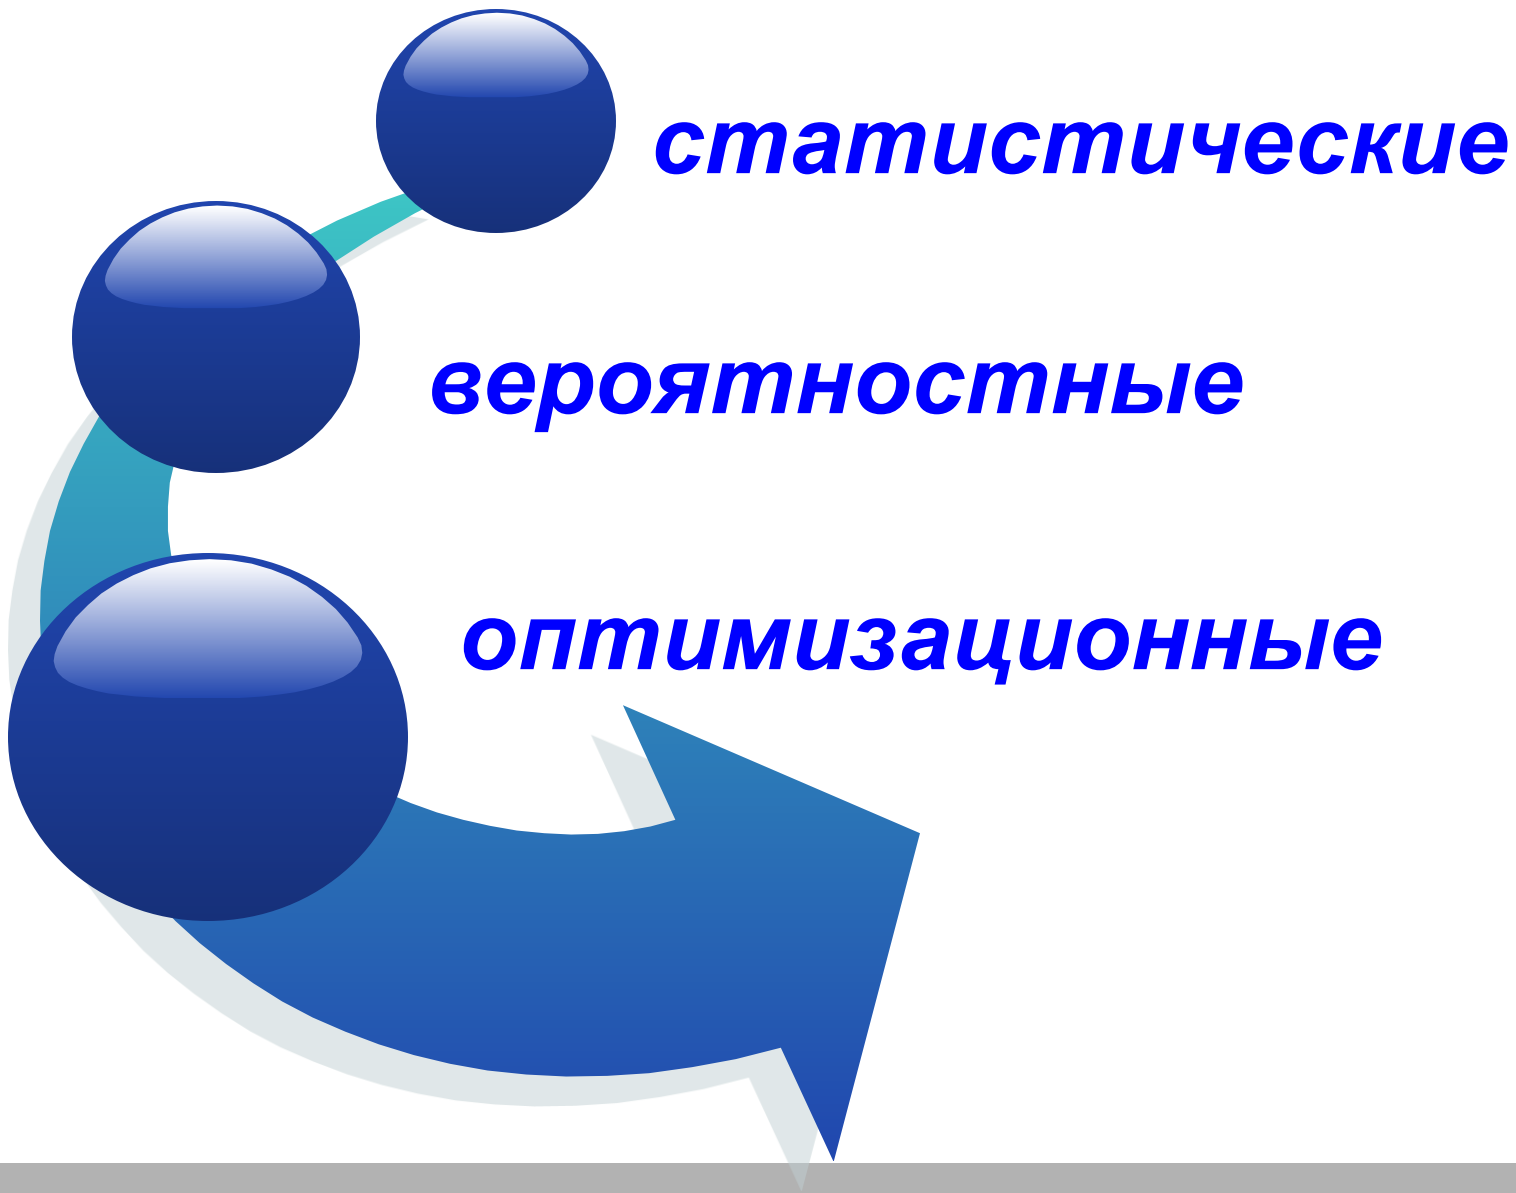 статистические
вероятностные
оптимизационные